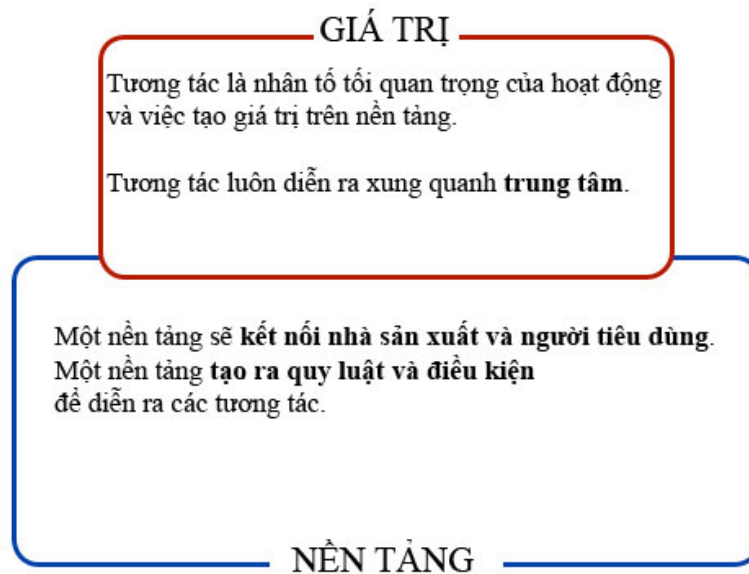 GIÁ TRỊ
Tương tác là nhân tố tối quan trọng của hoạt động
và việc tạo giá trị trên nền tảng.
Tương tác luôn diễn ra xung quanh trung tâm.
Một nền tảng sẽ kết nối nhà sản xuất và người tiêu dùng.
Một nền tảng tạo ra quy luật và điều kiện
để diễn ra các tương tác.
NỀN TẢNG